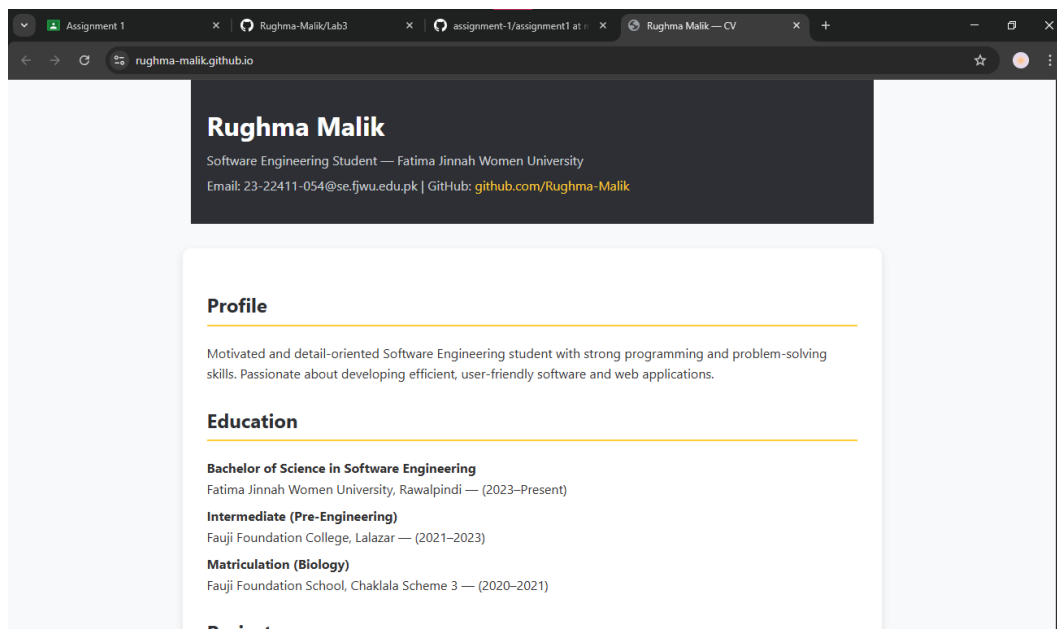 Assignment 1
Rughma-Malik/Lab3
assignment-1/assignment1 at
Rughma Malik — CV
rughma-malik.github.io
Rughma Malik
Software Engineering Student — Fatima Jinnah Women University
Email: 23-22411-054@se.fjwu.edu.pk | GitHub: github.com/Rughma-Malik
Profile
Motivated and detail-oriented Software Engineering student with strong programming and problem-solving
skills. Passionate about developing efficient, user-friendly software and web applications.
Education
Bachelor of Science in Software Engineering
Fatima Jinnah Women University, Rawalpindi — (2023–Present)
Intermediate (Pre-Engineering)
Fauji Foundation College, Lalazar — (2021–2023)
Matriculation (Biology)
Fauji Foundation School, Chaklala Scheme 3 — (2020–2021)